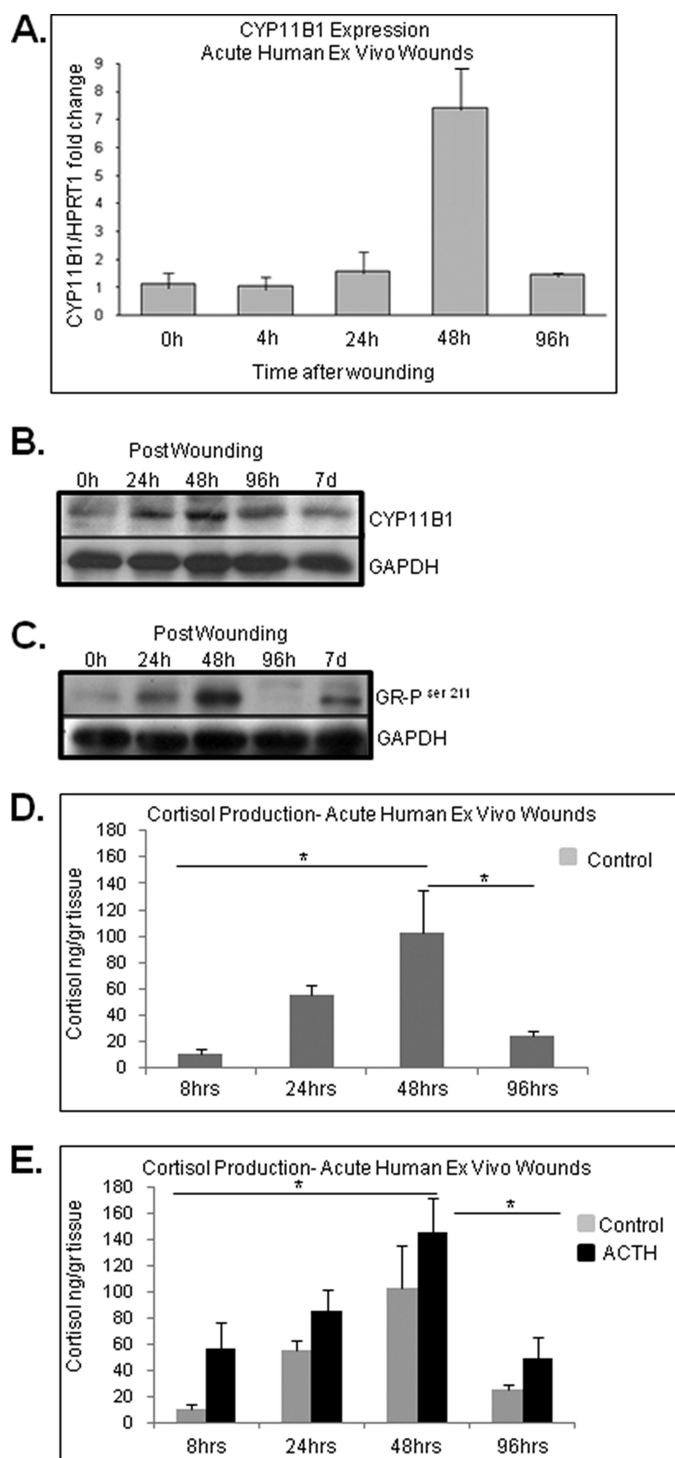 A.
CYP11B1 Expression
Acute Human Ex Vivo Wounds
CYP11B1/HPRT1 fold change
9
8
7
6
5
4
3
2
1
0
0h 4h 24h 48h 96h
Time after wounding
B.
Post Wounding
0h 24h 48h 96h 7d
CYP11B1
GAPDH
C.
Post Wounding
0h 24h 48h 96h 7d
GR-P ser 211
GAPDH
D.
Cortisol Production- Acute Human Ex Vivo Wounds
Cortisol ng/gr tissue
180
160
140
120
100
80
60
40
20
0
* *
Control
8hrs 24hrs 48hrs 96hrs
E.
Cortisol Production- Acute Human Ex Vivo Wounds
Cortisol ng/gr tissue
180
160
140
120
100
80
60
40
20
0
* *
Control
ACTH
8hrs 24hrs 48hrs 96hrs